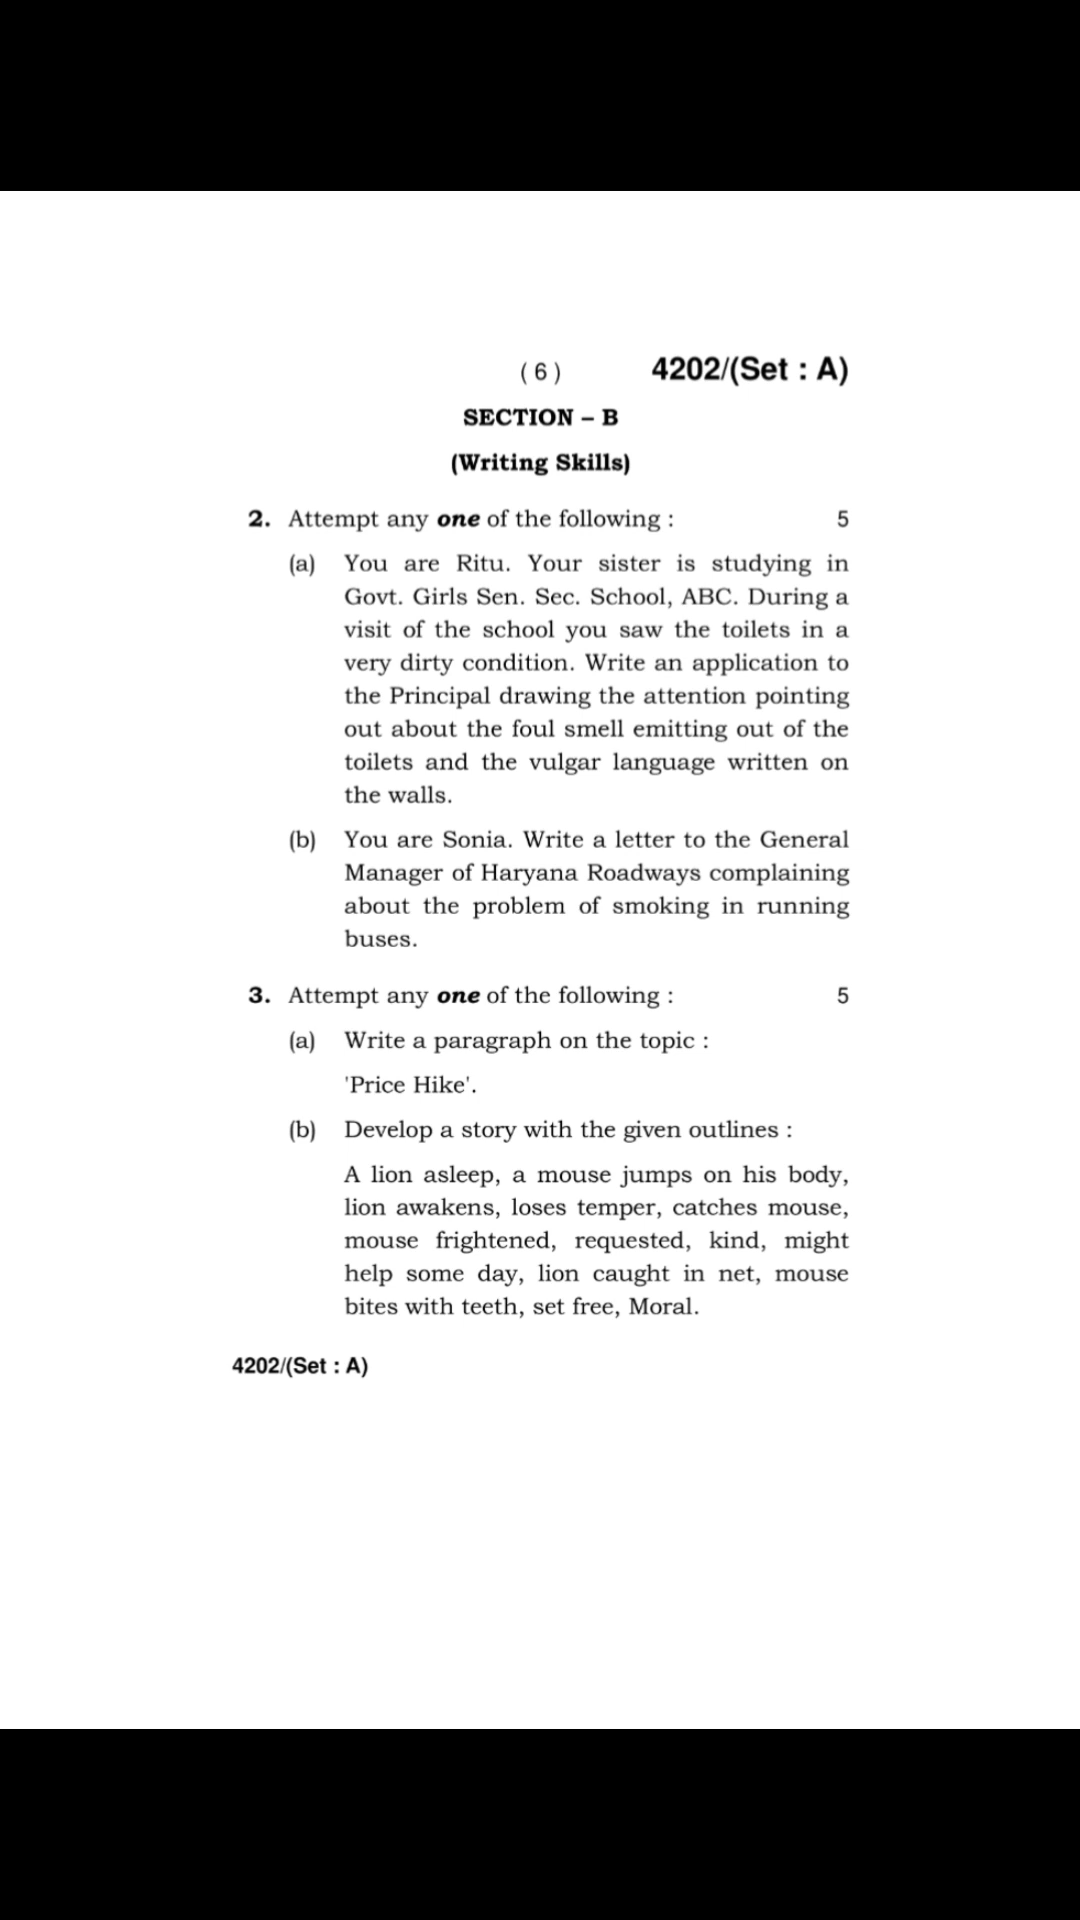 ( 6 ) 4202/(Set : A)
SECTION – B
(Writing Skills)
2. Attempt any one of the following : 5
(a) You are Ritu. Your sister is studying in
Govt. Girls Sen. Sec. School, ABC. During a
visit of the school you saw the toilets in a
very dirty condition. Write an application to
the Principal drawing the attention pointing
out about the foul smell emitting out of the
toilets and the vulgar language written on
the walls.
(b) You are Sonia. Write a letter to the General
Manager of Haryana Roadways complaining
about the problem of smoking in running
buses.
3. Attempt any one of the following : 5
(a) Write a paragraph on the topic :
'Price Hike'.
(b) Develop a story with the given outlines :
A lion asleep, a mouse jumps on his body,
lion awakens, loses temper, catches mouse,
mouse frightened, requested, kind, might
help some day, lion caught in net, mouse
bites with teeth, set free, Moral.
4202/(Set : A)